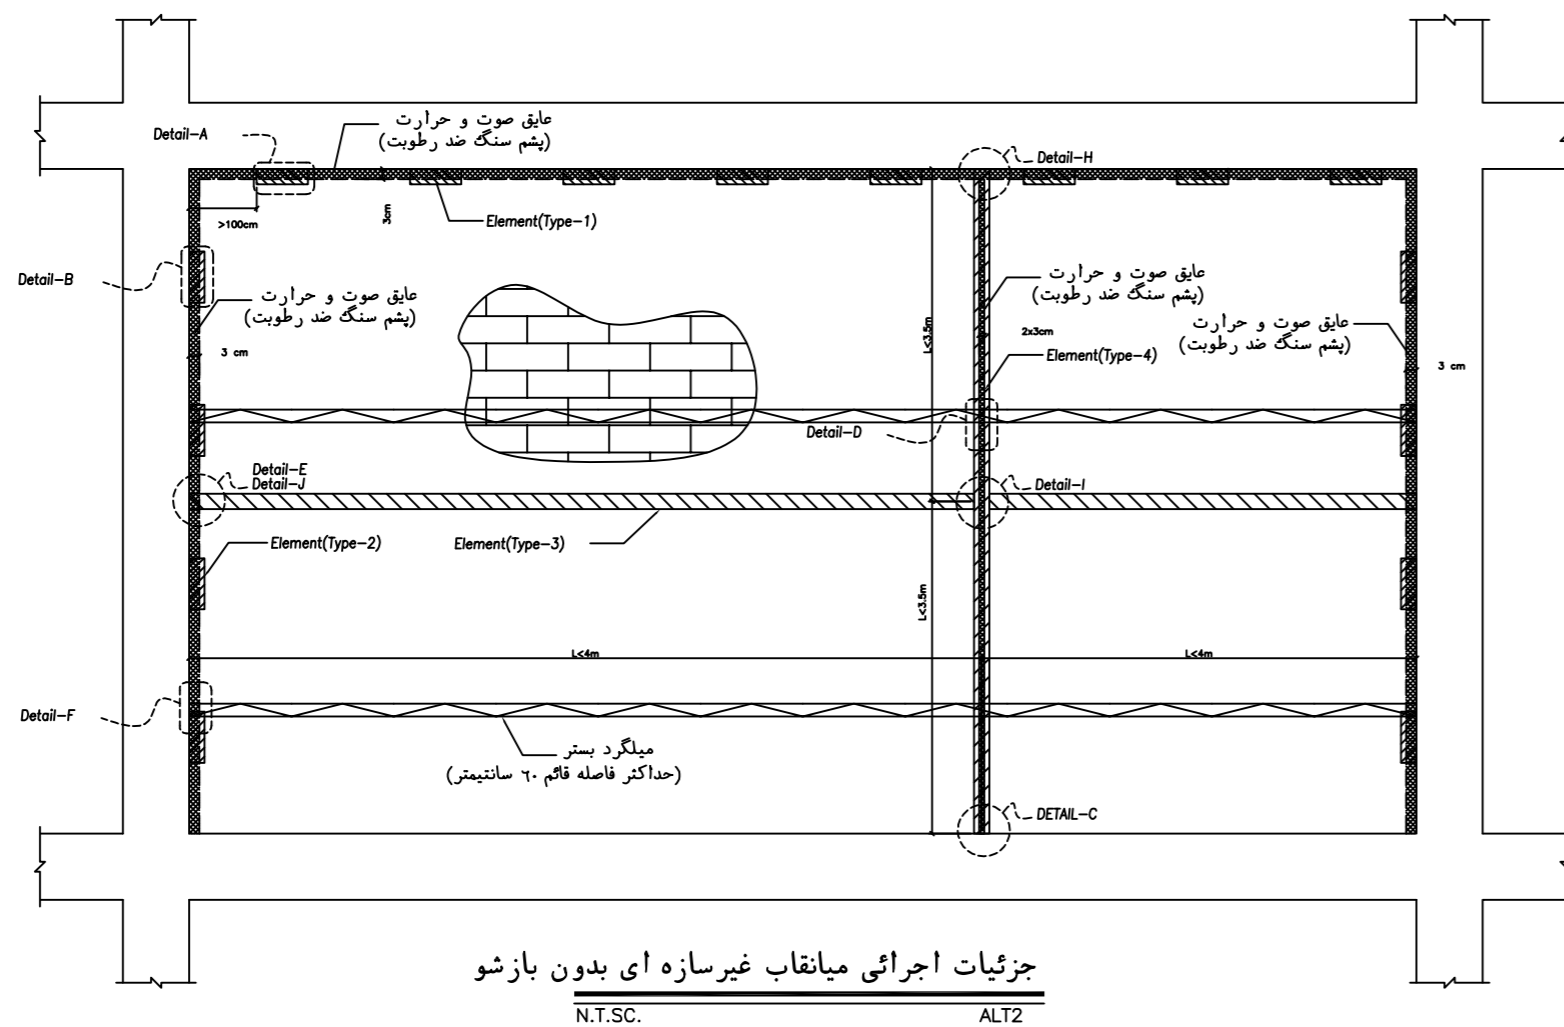 عایق صوت و حرارت
(پشم سنگ ضد رطوبت)
Detail-A
Detail-H
>100cm
3cm
Element(Type-1)
Detail-B
عایق صوت و حرارت
(پشم سنگ ضد رطوبت)
عایق صوت و حرارت
(پشم سنگ ضد رطوبت)
عایق صوت و حرارت
(پشم سنگ ضد رطوبت)
3 cm
L<3.5m
2x3cm
Element(Type-4)
3 cm
Detail-D
Detail-E
Detail-J
Detail-I
Element(Type-2)
Element(Type-3)
L<3.5m
L<4m
L<4m
Detail-F
میلگرد بستر
(حداکثر فاصله قائم ٦٠ سانتیمتر)
DETAIL-C
جزئیات اجرائی میانقاب غیرسازه ای بدون بازشو
N.T.SC.
ALT2